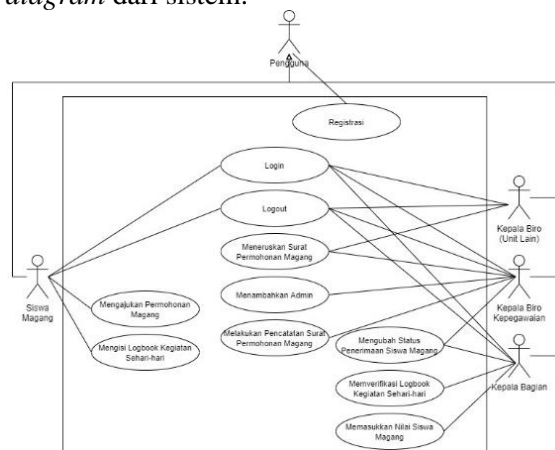 diagram dari sistem.
Pengguna
Registrasi
Login
Logout
Kepala Biro
(Unit Lain)
Meneruskan Surat
Permohonan Magang
Siswa
Magang
Mengajukan Permohonan
Magang
Menambahkan Admin
Kepala Biro
Kepegawaian
Mengisi Logbook Kegiatan
Sehari-hari
Melakukan Pencatatan Surat
Permohonan Magang
Mengubah Status
Penerimaan Siswa Magang
Memverifikasi Logbook
Kegiatan Sehari-hari
Kepala Bagian
Memasukkan Nilai Siswa
Magang